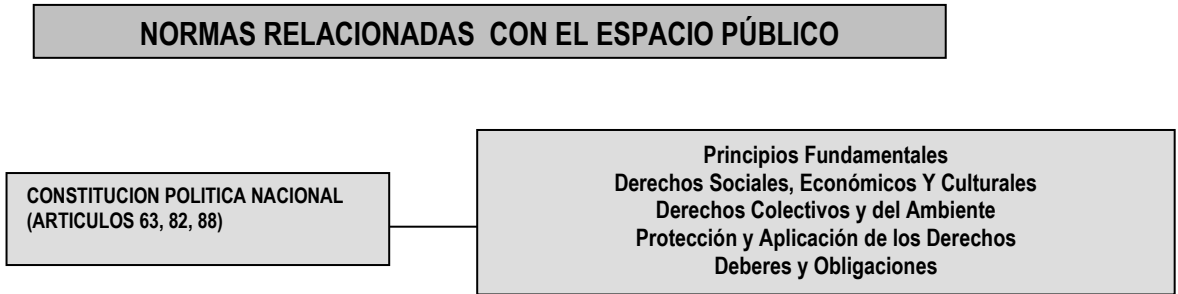 NORMAS RELACIONADAS CON EL ESPACIO PÚBLICO
CONSTITUCION POLITICA NACIONAL
(ARTICULOS 63, 82, 88)
Principios Fundamentales
Derechos Sociales, Económicos Y Culturales
Derechos Colectivos y del Ambiente
Protección y Aplicación de los Derechos
Deberes y Obligaciones